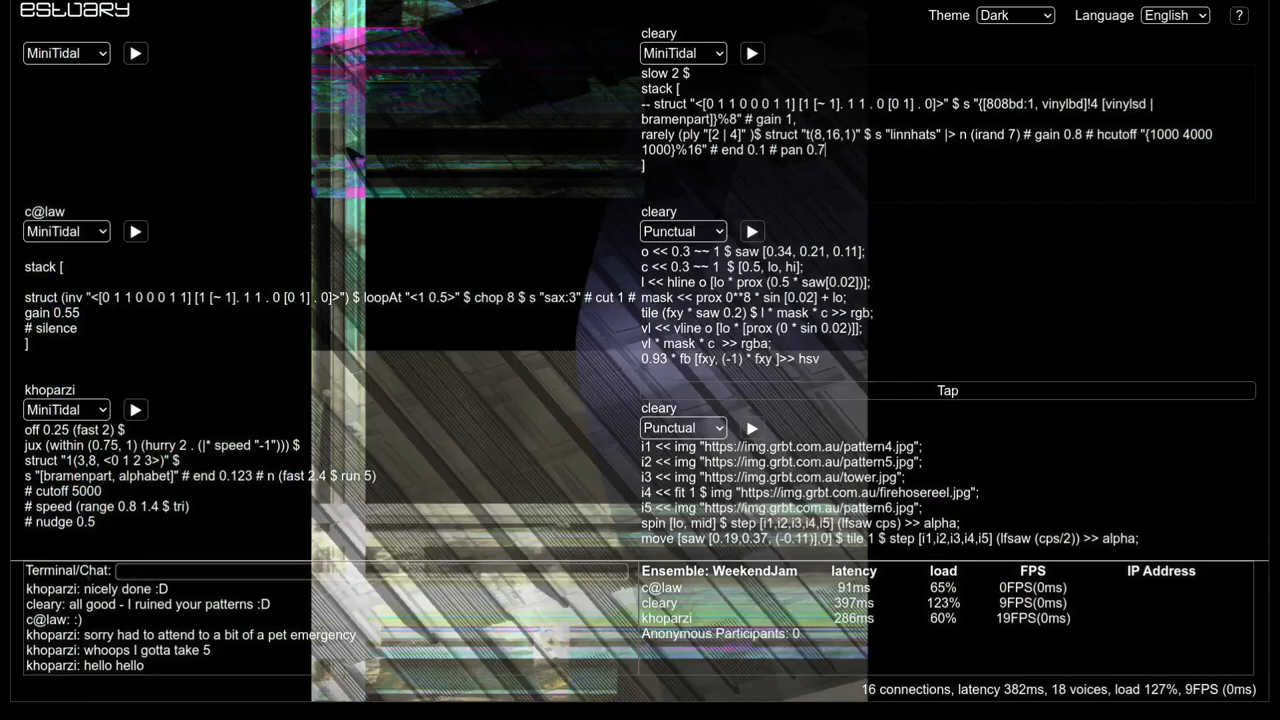 estuary
Theme Dark Language English ?
MiniTidal
cleary
MiniTidal
slow 2 $
stack [
-- struct "<[0 1 1 0 0 0 1 1] [1 [~ 1]. 1 1 . 0 [0 1] . 0]>" $ s "{[808bd:1, vinylbd]!4 [vinylsd |
bramenpart]}%8" # gain 1,
rarely (ply "[2 | 4]" )$ struct "t(8,16,1)" $ s "linnhats" |> n (irand 7) # gain 0.8 # hcutoff "{1000 4000
1000}%16" # end 0.1 # pan 0.7
]
c@law
MiniTidal
stack [
struct (inv "<[0 1 1 0 0 0 1 1] [1 [~ 1]. 1 1 . 0 [0 1] . 0]>") $ loopAt "<1 0.5>" $ chop 8 $ s "sax:3" # cut 1 #
gain 0.55
# silence
]
cleary
Punctual
o << 0.3 ~~ 1 $ saw [0.34, 0.21, 0.11];
c << 0.3 ~~ 1  $ [0.5, lo, hi];
l << hline o [lo * prox (0.5 * saw[0.02])];
mask << prox 0**8 * sin [0.02] + lo;
tile (fxy * saw 0.2) $ l * mask * c >> rgb;
vl << vline o [lo * [prox (0 * sin 0.02)]];
vl * mask * c  >> rgba;
0.93 * fb [fxy, (-1) * fxy ]>> hsv
khoparzi
MiniTidal
off 0.25 (fast 2) $
jux (within (0.75, 1) (hurry 2 . (|* speed "-1"))) $
struct "1(3,8, <0 1 2 3>)" $
s "[bramenpart, alphabet]" # end 0.123 # n (fast 2.4 $ run 5)
# cutoff 5000
# speed (range 0.8 1.4 $ tri)
# nudge 0.5
Tap
cleary
Punctual
i1 << img "https://img.grbt.com.au/pattern4.jpg";
i2 << img "https://img.grbt.com.au/pattern5.jpg";
i3 << img "https://img.grbt.com.au/tower.jpg";
i4 << fit 1 $ img "https://img.grbt.com.au/firehosereel.jpg";
i5 << img "https://img.grbt.com.au/pattern6.jpg";
spin [lo, mid] $ step [i1,i2,i3,i4,i5] (lfsaw cps) >> alpha;
move [saw [0.19,0.37, (-0.11)],0] $ tile 1 $ step [i1,i2,i3,i4,i5] (lfsaw (cps/2)) >> alpha;
Terminal/Chat:
khoparzi: nicely done :D
cleary: all good - I ruined your patterns :D
c@law: :)
khoparzi: sorry had to attend to a bit of a pet emergency
khoparzi: whoops I gotta take 5
khoparzi: hello hello
Ensemble: WeekendJam latency load FPS IP Address
c@law 91ms 65% 0FPS(0ms)
cleary 397ms 123% 9FPS(0ms)
khoparzi 286ms 60% 19FPS(0ms)
Anonymous Participants: 0
16 connections, latency 382ms, 18 voices, load 127%, 9FPS (0ms)